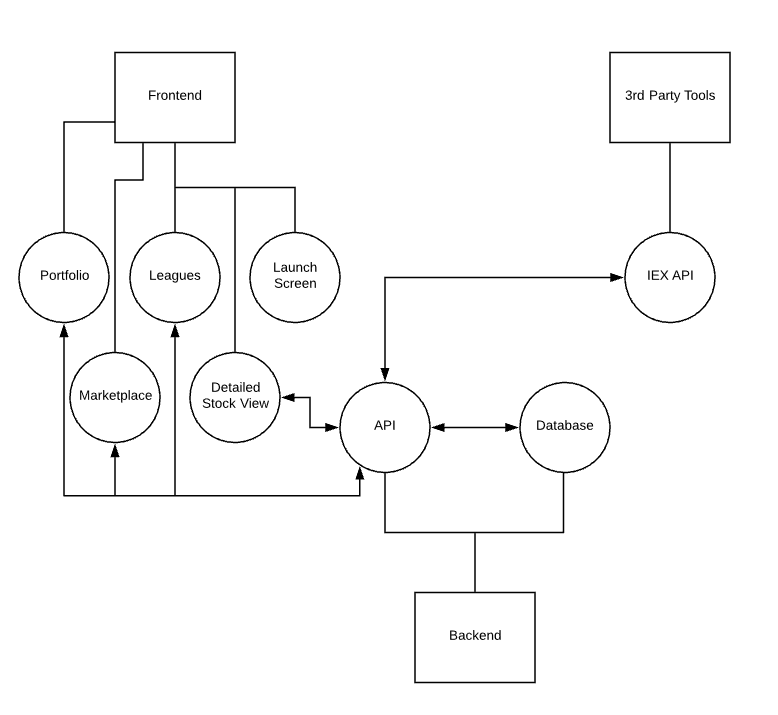 Frontend
3rd Party Tools
Portfolio
Leagues
Launch
Screen
IEX API
Marketplace
Detailed
Stock View
API
Database
Backend